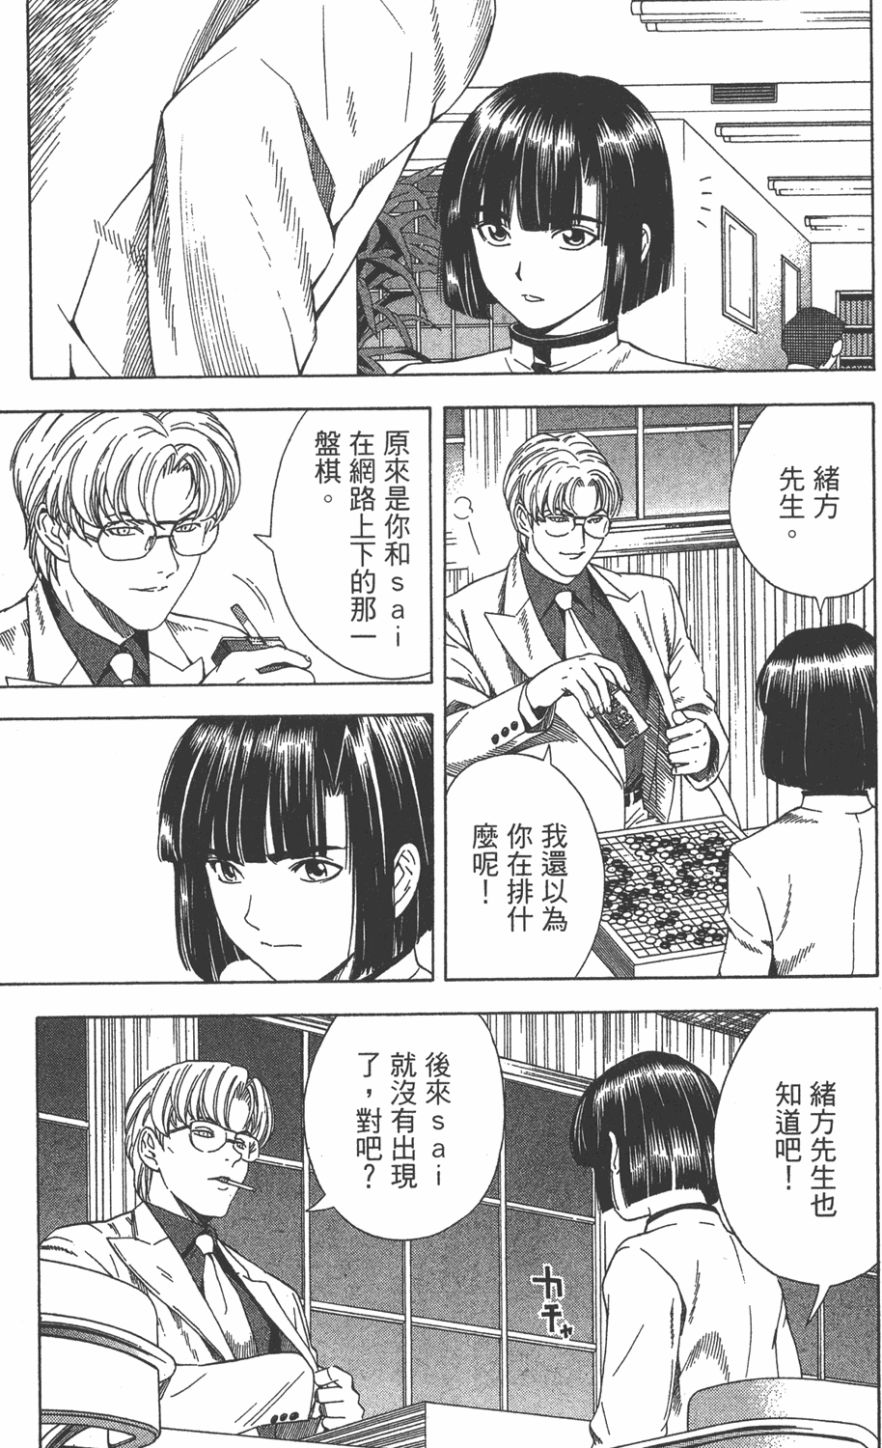 緒方
先生。
我還以為
你在排什
麼呢！
原來是你和sai
在網路上下的那一
盤棋。
緒方先生也
知道吧！
カチャ
後來sai
就沒有出現
了，對吧？